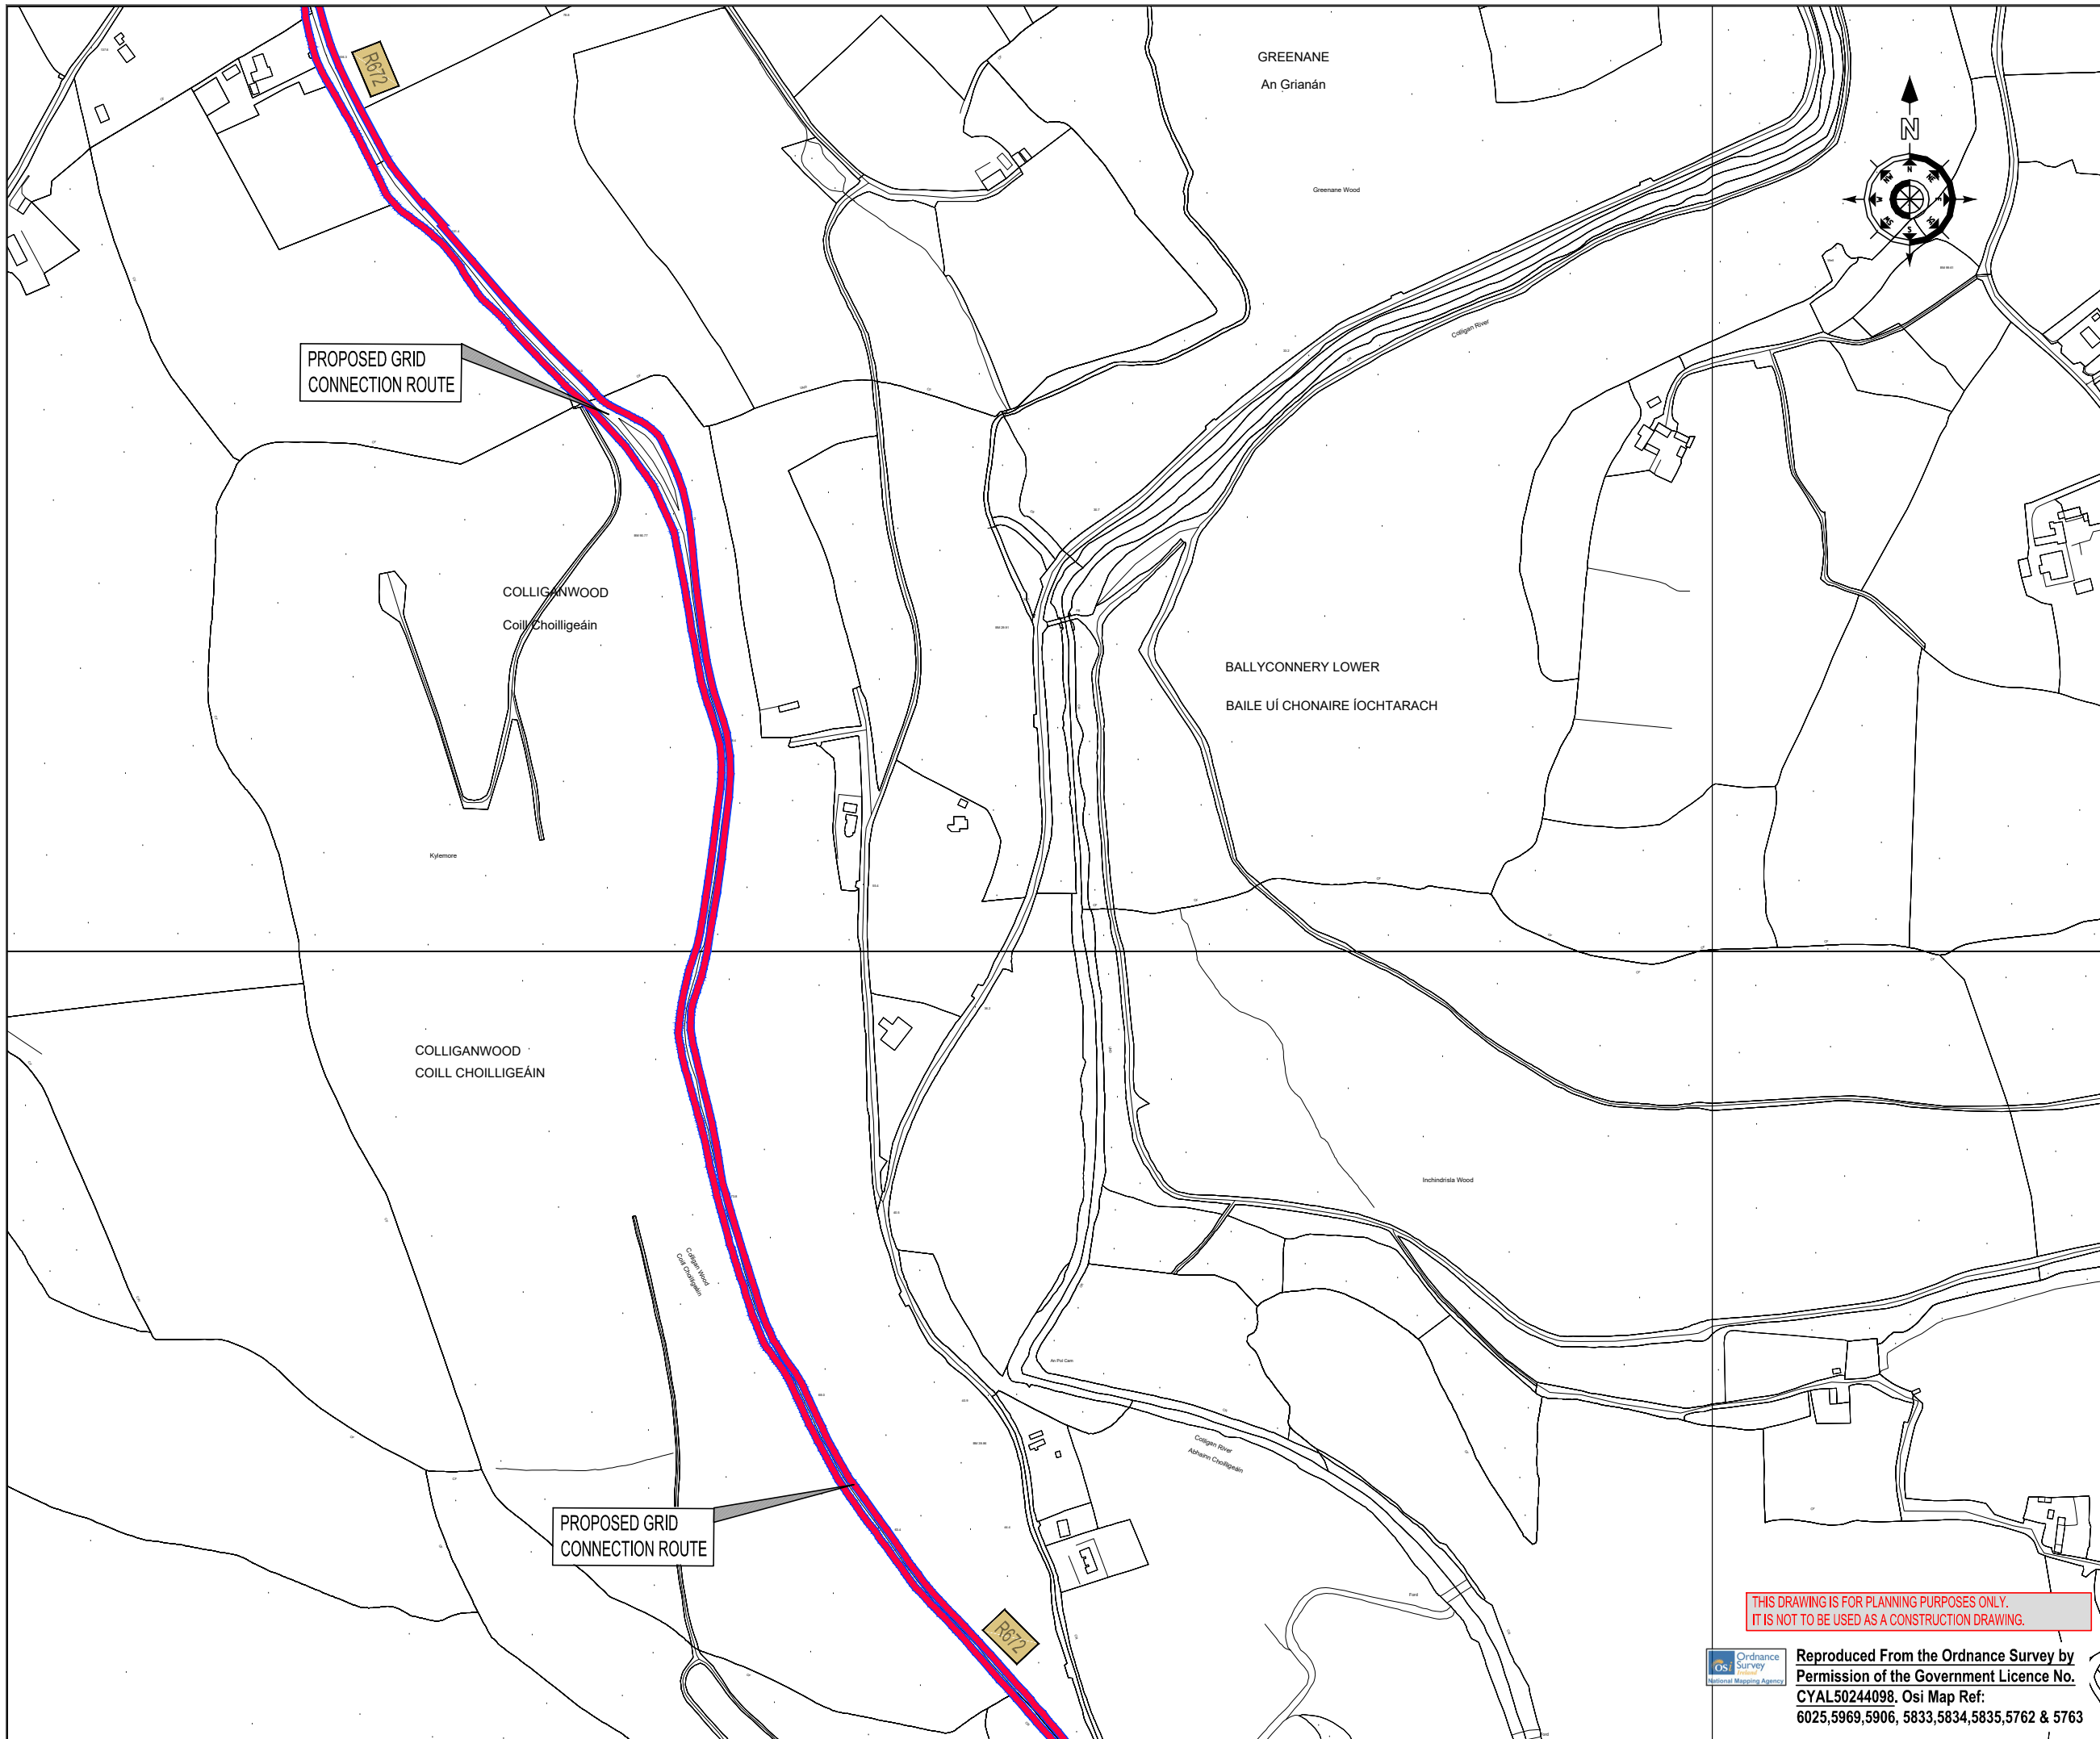 R672
GREENANE
An Grianán
Greenane Wood
N
Colligan River
PROPOSED GRID
CONNECTION ROUTE
COLLIGANWOOD
Coill Choilligeáin
BALLYCONNERY LOWER
BAILE UÍ CHONAIRE ÍOCHTARACH
Kylemore
COLLIGANWOOD
COILL CHOILLIGEÁIN
Inchindrisla Wood
Colligan Wood
Coill Choilligeáin
Colligan River
Abhainn Choilligeáin
PROPOSED GRID
CONNECTION ROUTE
Ford
R672
THIS DRAWING IS FOR PLANNING PURPOSES ONLY.
IT IS NOT TO BE USED AS A CONSTRUCTION DRAWING.
osi Ordnance
Survey
Ireland
National Mapping Agency
Reproduced From the Ordnance Survey by
Permission of the Government Licence No.
CYAL50244098. Osi Map Ref:
6025,5969,5906, 5833,5834,5835,5762 & 5763